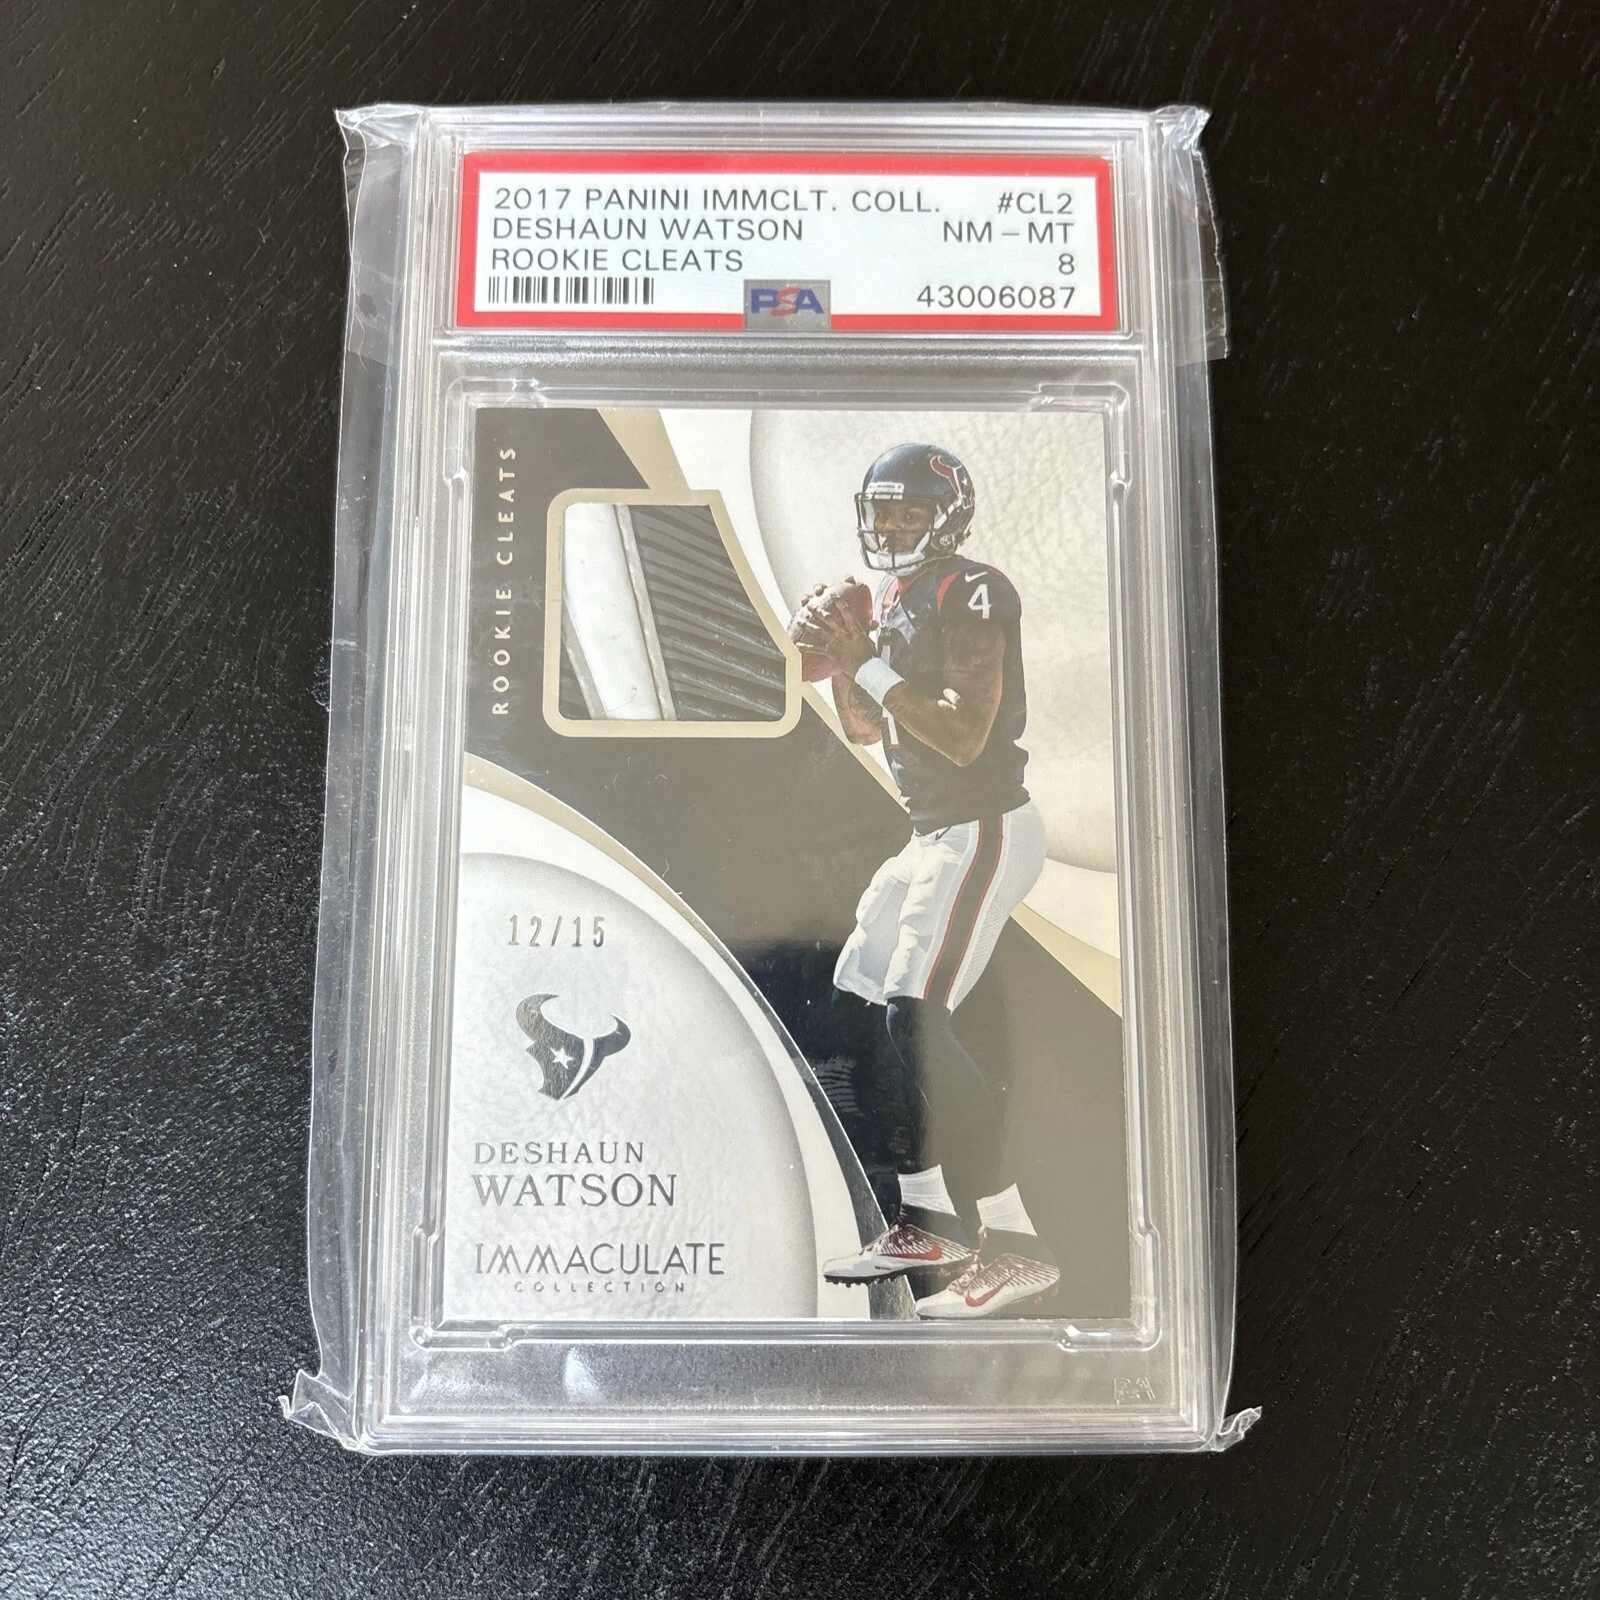 2017 PANINI IMMCLT. COLL. #CL2
DESHAUN WATSON NM - MT
ROOKIE CLEATS 8
PSA 43006087
ROOKIE CLEATS
4
12/15
DESHAUN
WATSON
IMMACULATE
COLLECTION